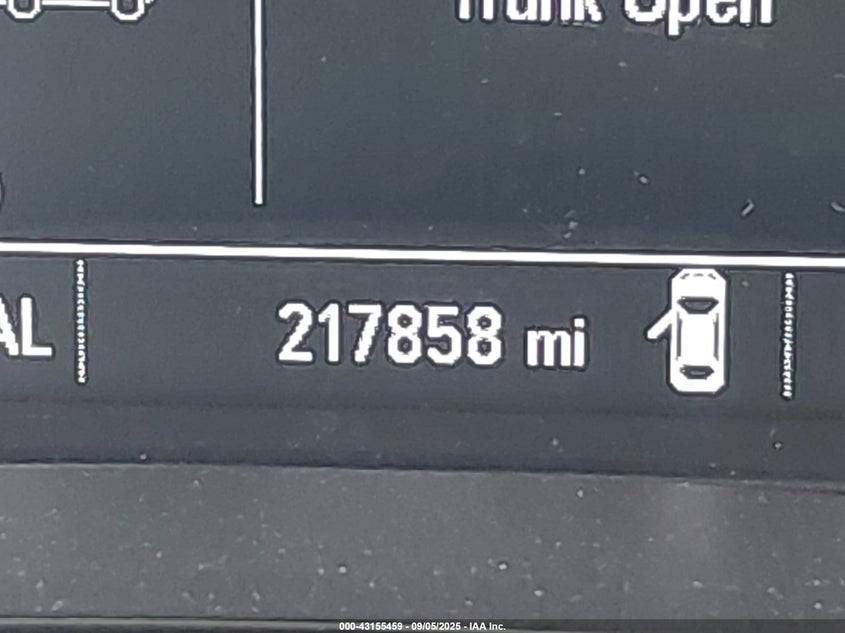 Trunk Open
AL
217858 mi
000-43155459 - 09/05/2025 - IAA Inc.